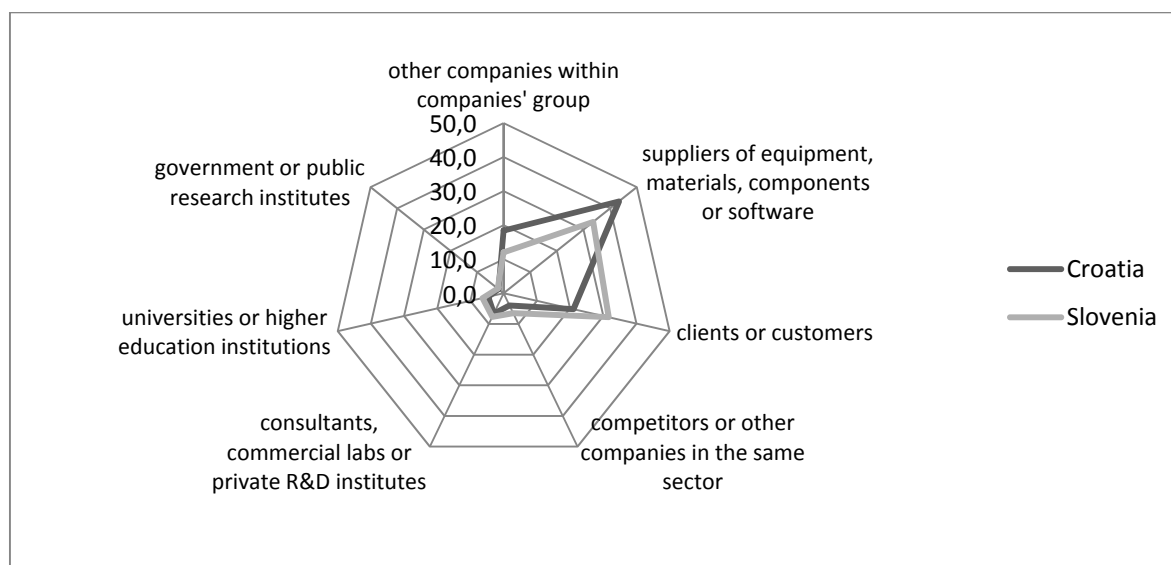 other companies within
companies' group
50,0
40,0
30,0
20,0
10,0
0,0
suppliers of equipment,
materials, components
or software
clients or customers
competitors or other
companies in the same
sector
consultants,
commercial labs or
private R&D institutes
universities or higher
education institutions
government or public
research institutes
Croatia
Slovenia